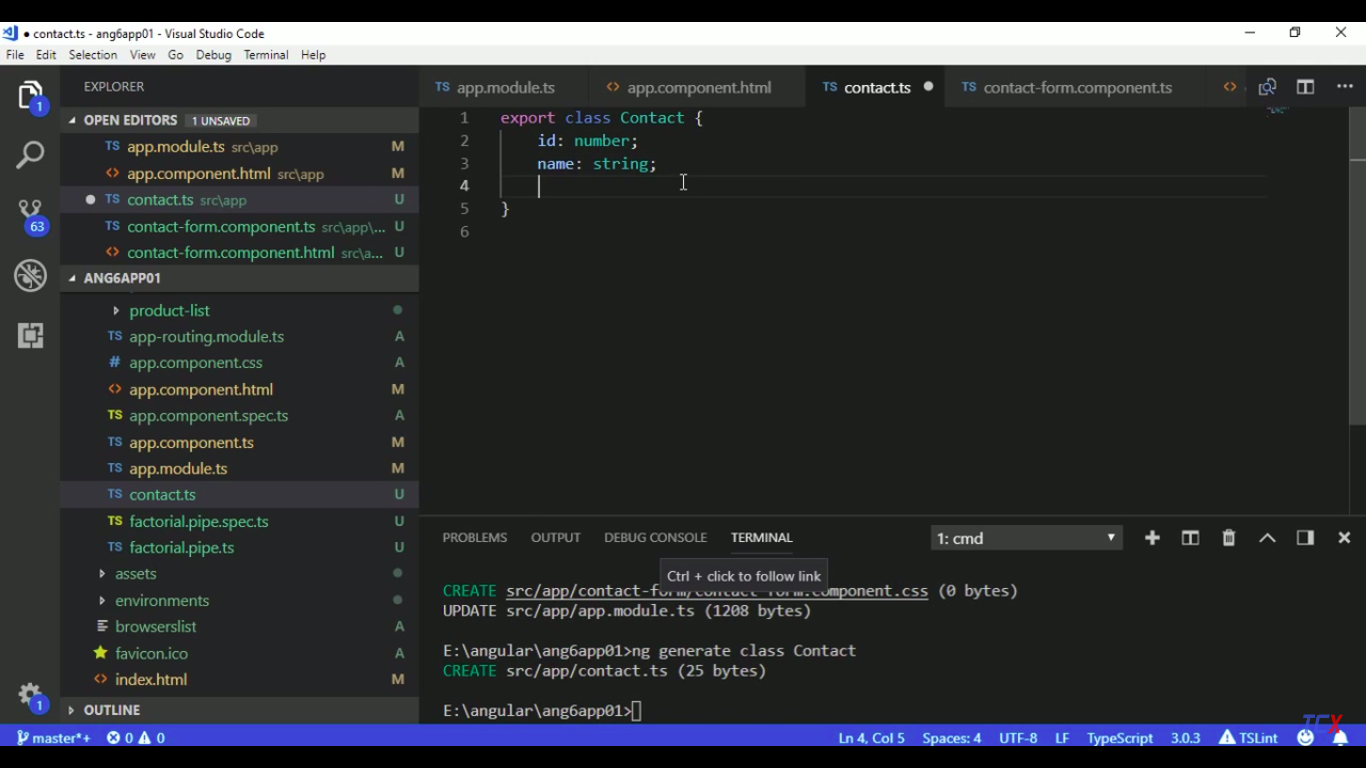 ● contact.ts - ang6app01 - Visual Studio Code
File Edit Selection View Go Debug Terminal Help
EXPLORER
OPEN EDITORS 1 UNSAVED
TS app.module.ts src\app M
<> app.component.html src\app M
● TS contact.ts src\app U
TS contact-form.component.ts src\app\... U
<> contact-form.component.html src\a... U
ANG6APP01
product-list
TS app-routing.module.ts A
# app.component.css A
<> app.component.html M
TS app.component.spec.ts A
TS app.component.ts M
TS app.module.ts M
TS contact.ts U
TS factorial.pipe.spec.ts U
TS factorial.pipe.ts U
assets
environments
browserslist A
favicon.ico A
<> index.html M
OUTLINE
1
63
1
TS app.module.ts <> app.component.html TS contact.ts ● TS contact-form.component.ts <>
1 export class Contact {
2 id: number;
3 name: string;
4
5 }
6
PROBLEMS OUTPUT DEBUG CONSOLE TERMINAL 1: cmd
Ctrl + click to follow link
CREATE src/app/contact-form/contact-form.component.css (0 bytes)
UPDATE src/app/app.module.ts (1208 bytes)
E:\angular\ang6app01>ng generate class Contact
CREATE src/app/contact.ts (25 bytes)
E:\angular\ang6app01>
TCX
master*+ 0 0 Ln 4, Col 5 Spaces: 4 UTF-8 LF TypeScript 3.0.3 TSLint